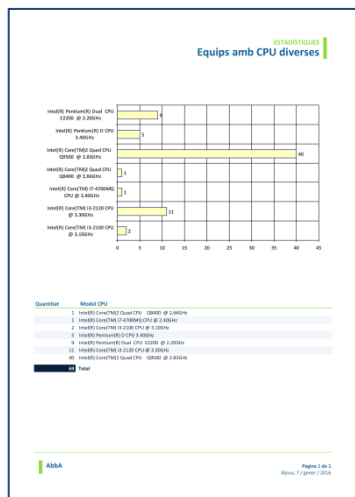 ESTADÍSTIQUES
Equips amb CPU diverses
Intel(R) Pentium(R) Dual CPU
E2200 @ 2.20GHz
9
Intel(R) Pentium(R) D CPU
3.40GHz
5
Intel(R) Core(TM)2 Quad CPU
Q9500 @ 2.83GHz
40
Intel(R) Core(TM)2 Quad CPU
Q8400 @ 2.66GHz
1
Intel(R) Core(TM) i7-4700MQ
CPU @ 2.40GHz
1
Intel(R) Core(TM) i3-2120 CPU
@ 3.30GHz
11
Intel(R) Core(TM) i3-2100 CPU
@ 3.10GHz
2
0 5 10 15 20 25 30 35 40 45
Quantitat Model CPU
1 Intel(R) Core(TM)2 Quad CPU Q8400 @ 2.66GHz
1 Intel(R) Core(TM) i7-4700MQ CPU @ 2.40GHz
2 Intel(R) Core(TM) i3-2100 CPU @ 3.10GHz
5 Intel(R) Pentium(R) D CPU 3.40GHz
9 Intel(R) Pentium(R) Dual CPU E2200 @ 2.20GHz
11 Intel(R) Core(TM) i3-2120 CPU @ 3.30GHz
40 Intel(R) Core(TM)2 Quad CPU Q9500 @ 2.83GHz
69 Total
AbbA
Pàgina 1 de 1
dijous, 7 / gener / 2016